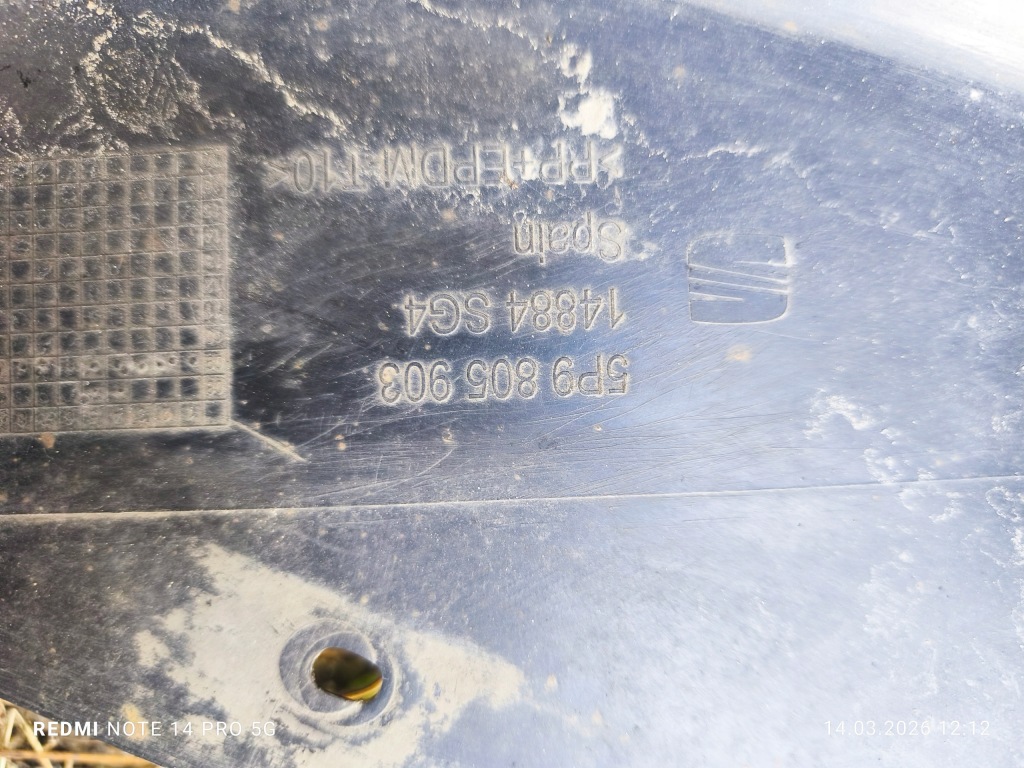 5P9 805 903
14884 SG4
Spain
>PP+EPDM-T10<
REDMI NOTE 14 PRO 5G
14.03.2026 12:12